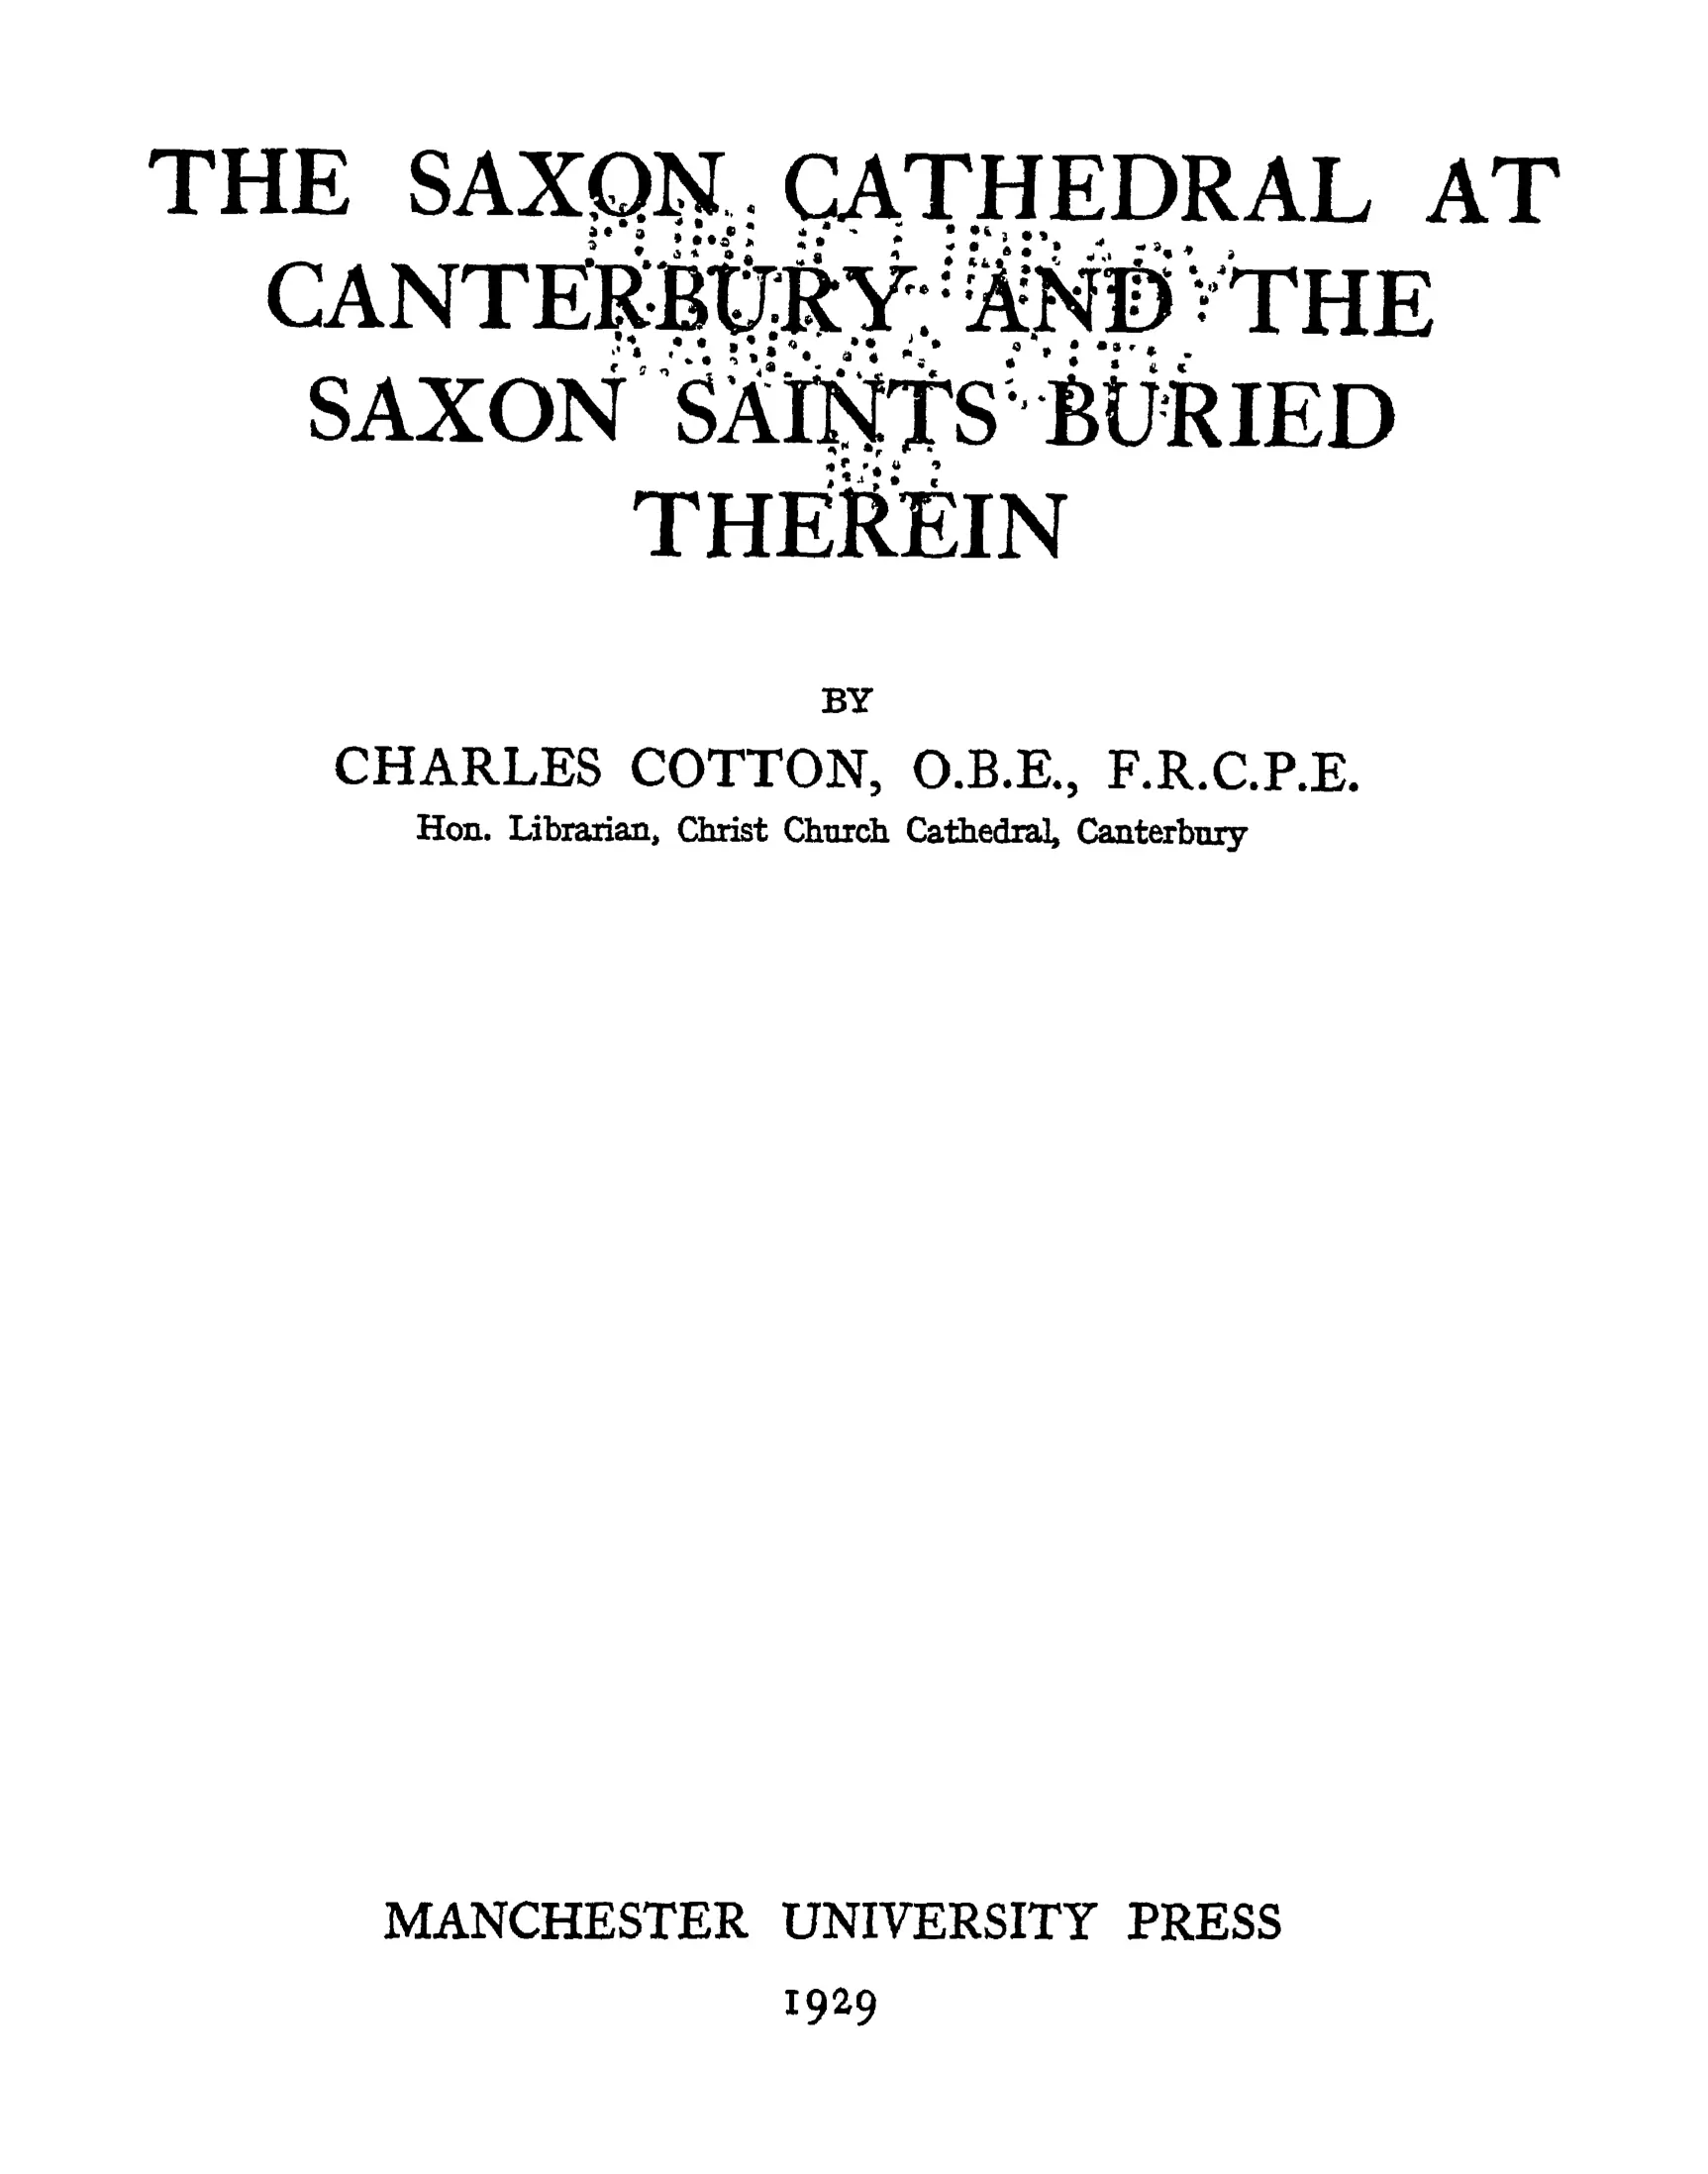 THE SAXON CATHEDRAL AT
CANTERBURY AND THE
SAXON SAINTS BURIED
THEREIN
BY
CHARLES COTTON, O.B.E., F.R.C.P.E.
Hon. Librarian, Christ Church Cathedral, Canterbury
MANCHESTER UNIVERSITY PRESS
1929